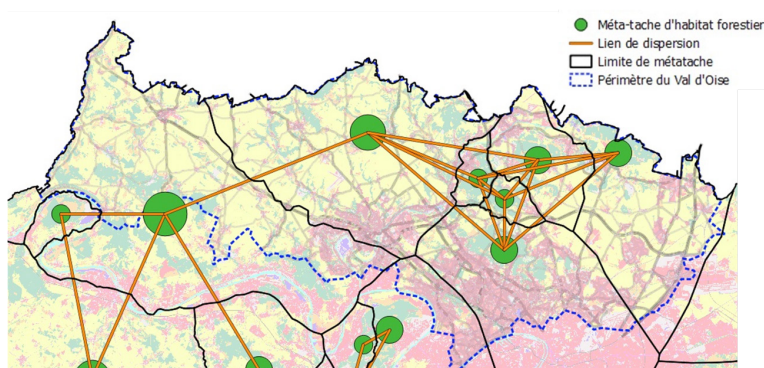 Méta-tache d'habitat forestier
Lien de dispersion
Limite de métatache
Périmètre du Val d'Oise